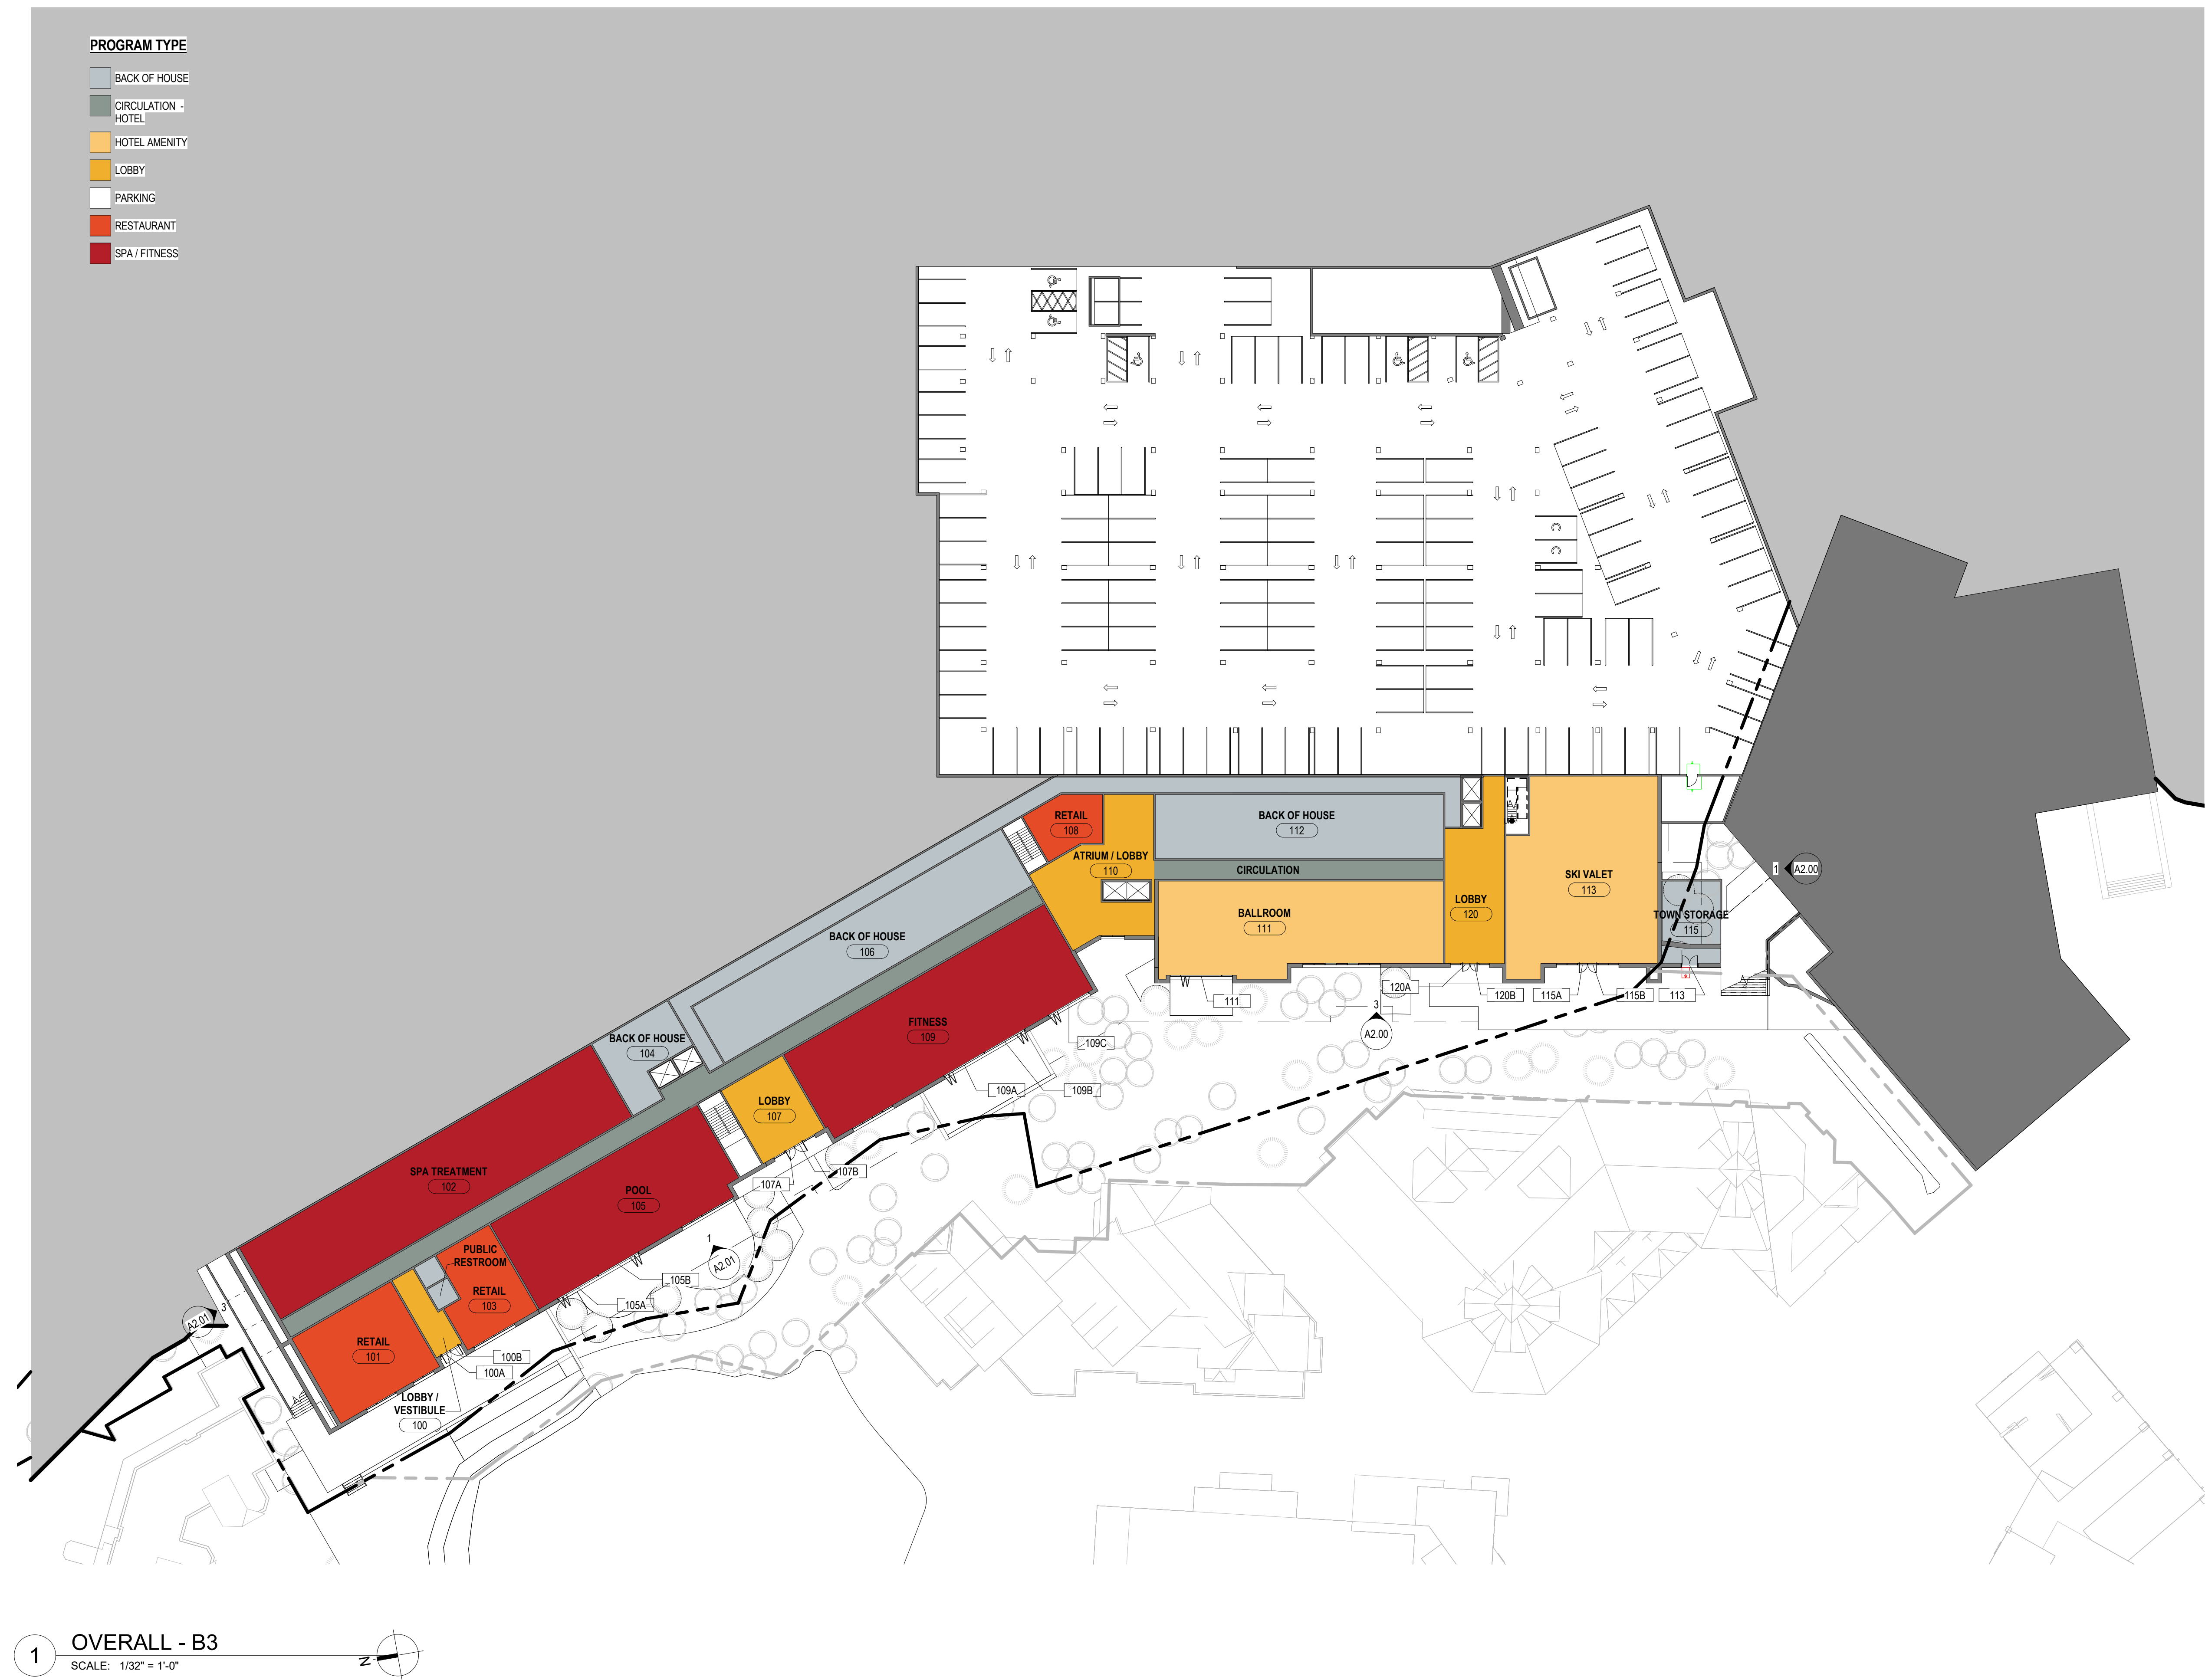 PROGRAM TYPE
BACK OF HOUSE
CIRCULATION -
HOTEL
HOTEL AMENITY
LOBBY
PARKING
RESTAURANT
SPA / FITNESS
RETAIL
108
ATRIUM / LOBBY
110
BACK OF HOUSE
112
CIRCULATION
BALLROOM
111
LOBBY
120
SKI VALET
113
TOWN STORAGE
115
1
A2.00
BACK OF HOUSE
106
FITNESS
109
BACK OF HOUSE
104
LOBBY
107
111
120A
120B
115A
115B
113
3
A2.00
109C
109A
109B
107B
107A
SPA TREATMENT
102
POOL
105
1
A2.01
PUBLIC
RESTROOM
RETAIL
103
105B
105A
3
A2.01
RETAIL
101
100B
100A
LOBBY /
VESTIBULE
100
1
OVERALL - B3
SCALE: 1/32" = 1'-0"
N